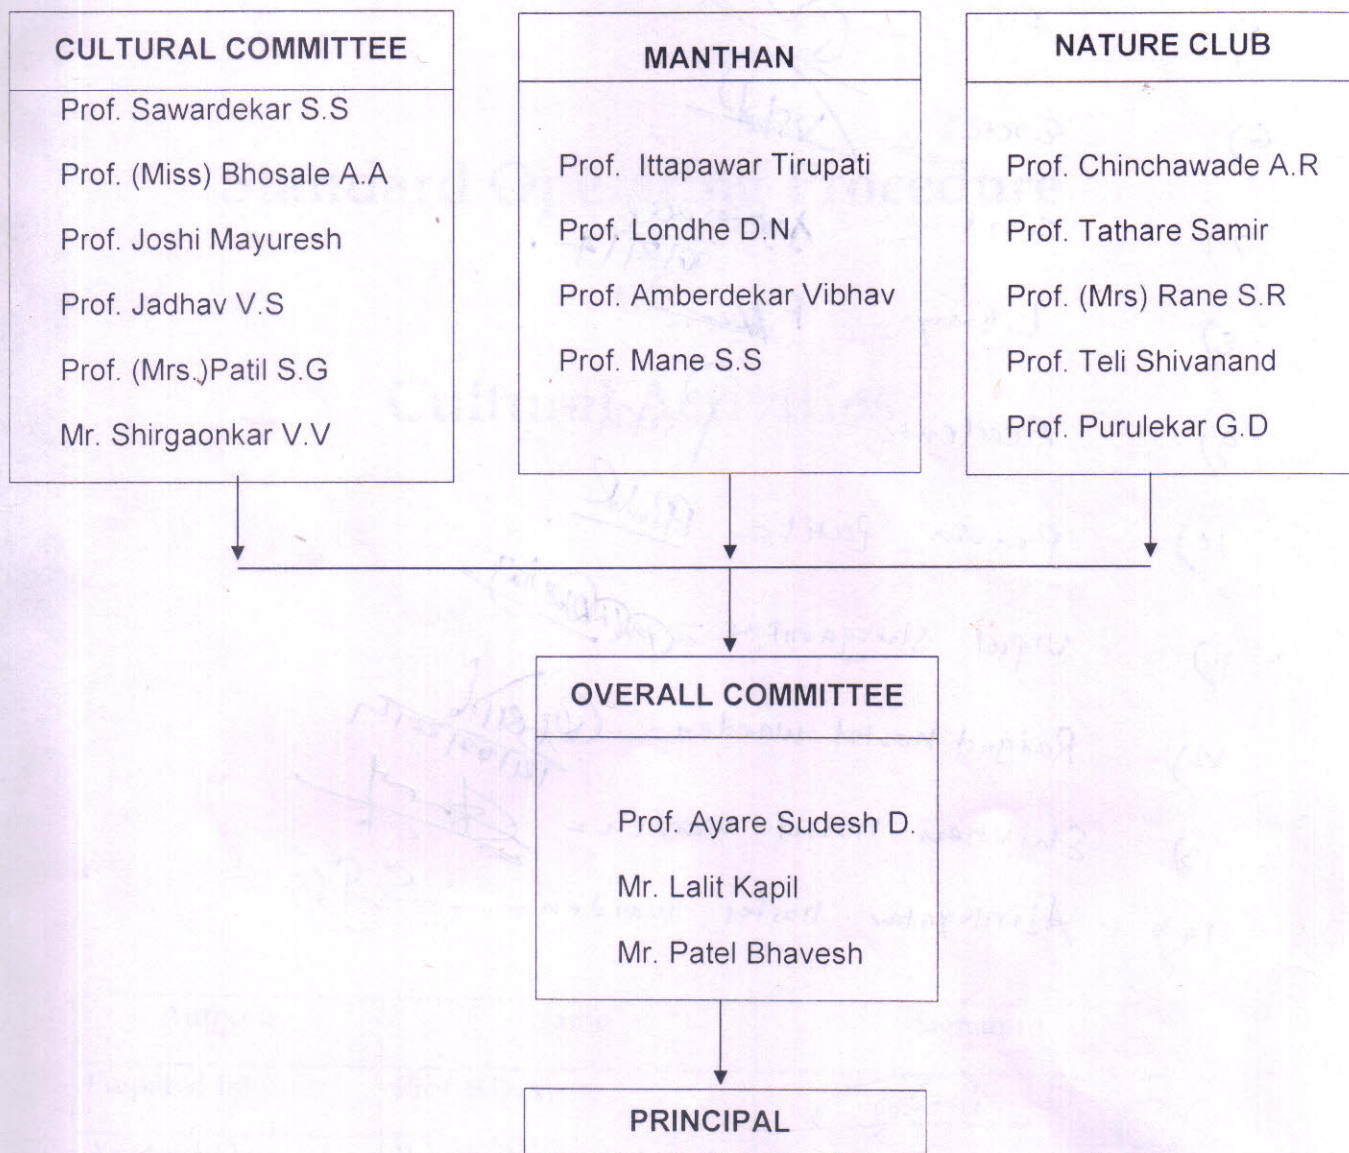 CULTURAL COMMITTEE
Prof. Sawardekar S.S
Prof. (Miss) Bhosale A.A
Prof. Joshi Mayuresh
Prof. Jadhav V.S
Prof. (Mrs.)Patil S.G
Mr. Shirgaonkar V.V
MANTHAN
Prof. Ittapawar Tirupati
Prof. Londhe D.N.
Prof. Amberdekar Vibhav
Prof. Mane S.S
NATURE CLUB
Prof. Chinchawade A.R
Prof. Tathare Samir
Prof. (Mrs) Rane S.R
Prof. Teli Shivanand
Prof. Purulekar G.D
OVERALL COMMITTEE
Prof. Ayare Sudesh D.
Mr. Lalit Kapil
Mr. Patel Bhavesh
PRINCIPAL